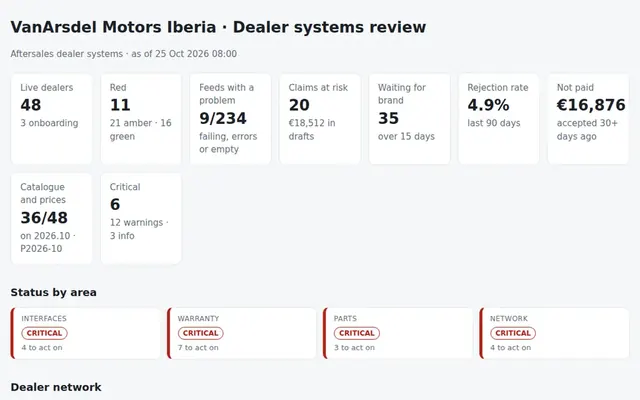 VanArsdel Motors Iberia · Dealer systems review
Aftersales dealer systems · as of 25 Oct 2026 08:00
Live dealers
48
3 onboarding
Red
11
21 amber · 16
green
Feeds with a
problem
9/234
failing, errors
or empty
Claims at risk
20
€18,512 in
drafts
Waiting for
brand
35
over 15 days
Rejection rate
4.9%
last 90 days
Not paid
€16,876
accepted 30+
days ago
Catalogue
and prices
36/48
on 2026.10 ·
P2026-10
Critical
6
12 warnings ·
3 info
Status by area
INTERFACES
CRITICAL
4 to act on
WARRANTY
CRITICAL
7 to act on
PARTS
CRITICAL
3 to act on
NETWORK
CRITICAL
4 to act on
Dealer network